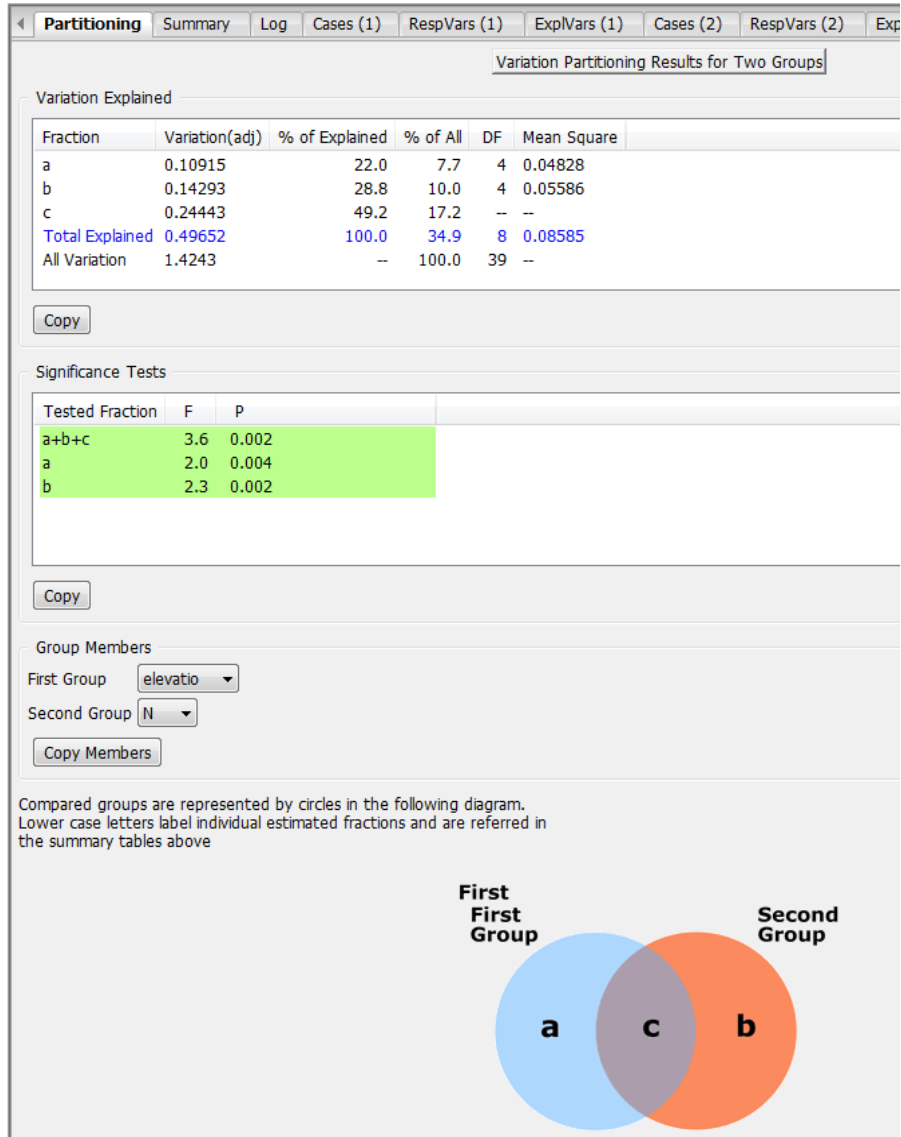 Partitioning Summary Log Cases (1) RespVars (1) ExplVars (1) Cases (2) RespVars (2) Exp
Variation Partitioning Results for Two Groups
Variation Explained
Fraction Variation(adj) % of Explained % of All DF Mean Square
a 0.10915 22.0 7.7 4 0.04828
b 0.14293 28.8 10.0 4 0.05586
c 0.24443 49.2 17.2 -- --
Total Explained 0.49652 100.0 34.9 8 0.08585
All Variation 1.4243 -- 100.0 39 --
Copy
Significance Tests
Tested Fraction F P
a+b+c 3.6 0.002
a 2.0 0.004
b 2.3 0.002
Copy
Group Members
First Group elevatio
Second Group N
Copy Members
Compared groups are represented by circles in the following diagram.
Lower case letters label individual estimated fractions and are referred in
the summary tables above
First
First
Group
Second
Group
a c b